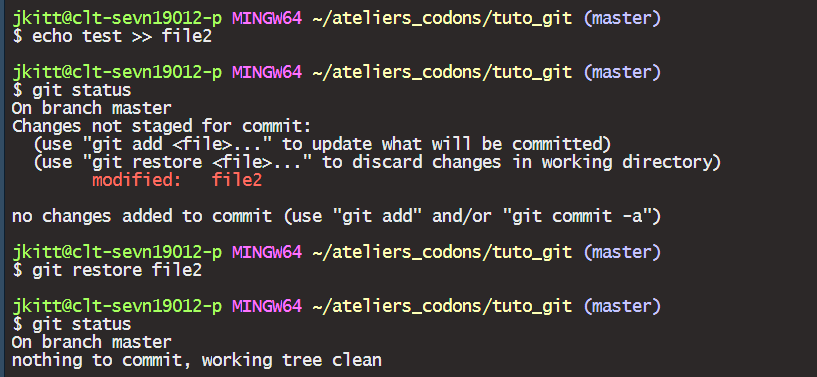 jkitt@clt-sevn19012-p MINGW64 ~/ateliers_codons/tuto_git (master)
$ echo test >> file2
jkitt@clt-sevn19012-p MINGW64 ~/ateliers_codons/tuto_git (master)
$ git status
On branch master
Changes not staged for commit:
  (use "git add <file>..." to update what will be committed)
  (use "git restore <file>..." to discard changes in working directory)
        modified:   file2
no changes added to commit (use "git add" and/or "git commit -a")
jkitt@clt-sevn19012-p MINGW64 ~/ateliers_codons/tuto_git (master)
$ git restore file2
jkitt@clt-sevn19012-p MINGW64 ~/ateliers_codons/tuto_git (master)
$ git status
On branch master
nothing to commit, working tree clean